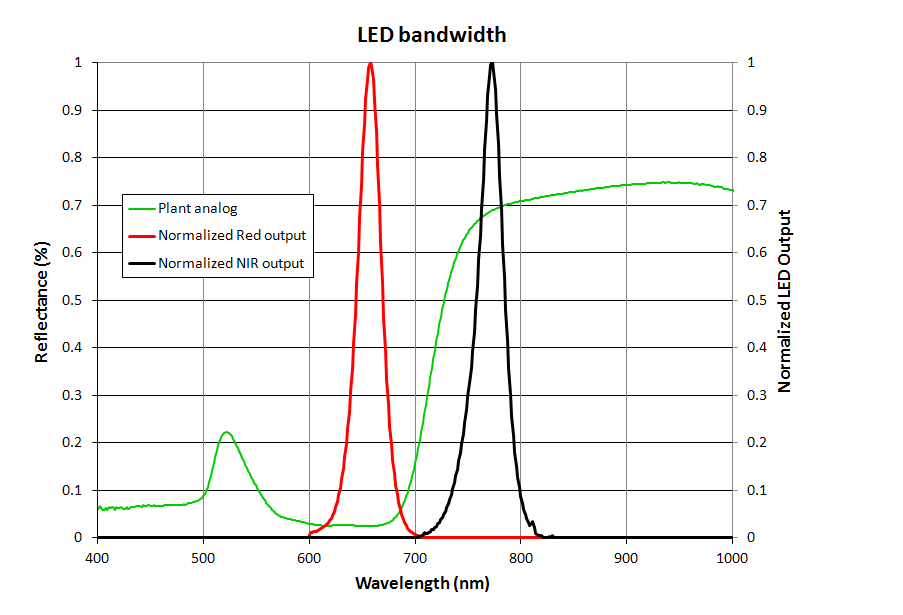 LED bandwidth
1
0.9
0.8
0.7
0.6
0.5
0.4
0.3
0.2
0.1
0
Reflectance (%)
Plant analog
Normalized Red output
Normalized NIR output
1
0.9
0.8
0.7
0.6
0.5
0.4
0.3
0.2
0.1
0
Normalized LED Output
400 500 600 700 800 900 1000
Wavelength (nm)